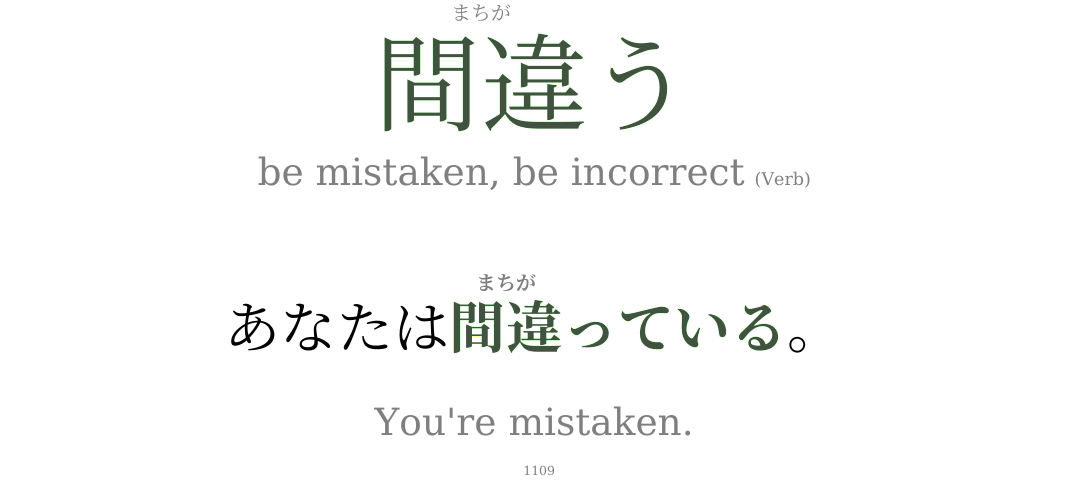 まちが
間違う
be mistaken, be incorrect (Verb)
まちが
あなたは間違っている。
You're mistaken.
1109